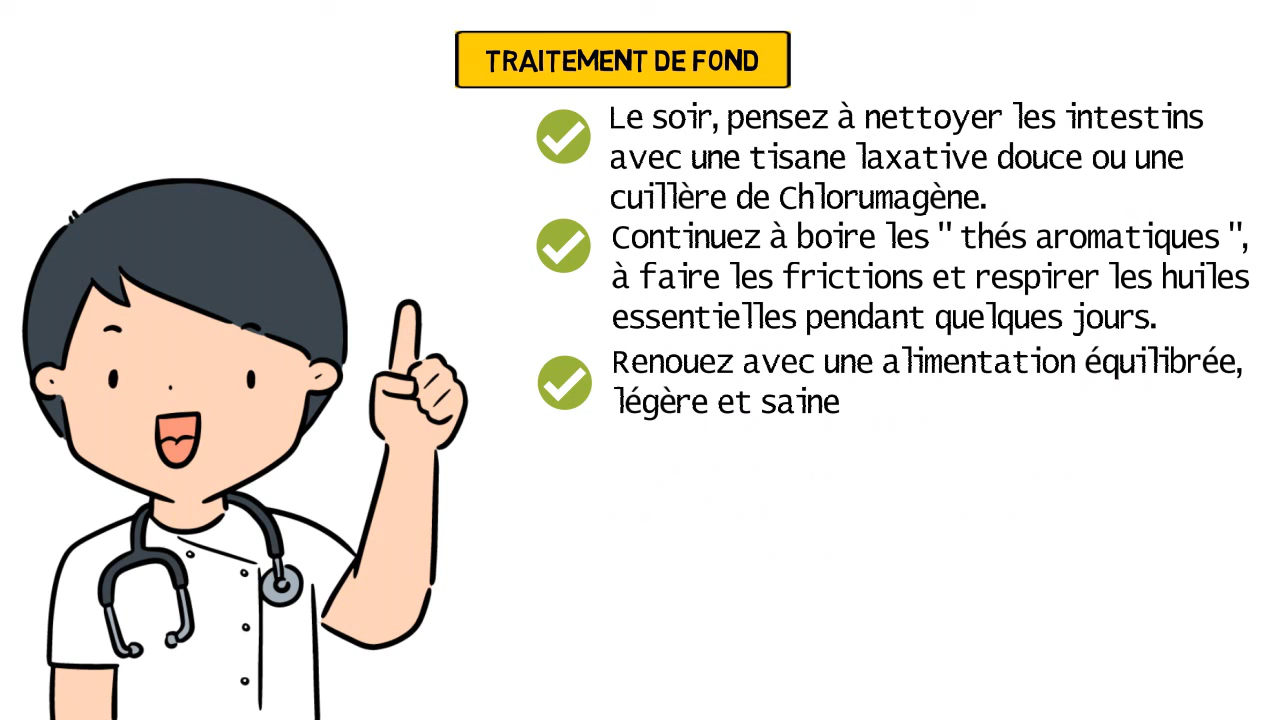 TRAITEMENT DE FOND
Le soir, pensez à nettoyer les intestins
avec une tisane laxative douce ou une
cuillère de Chlorumagène.
Continuez à boire les " thés aromatiques ",
à faire les frictions et respirer les huiles
essentielles pendant quelques jours.
Renouez avec une alimentation équilibrée,
légère et saine